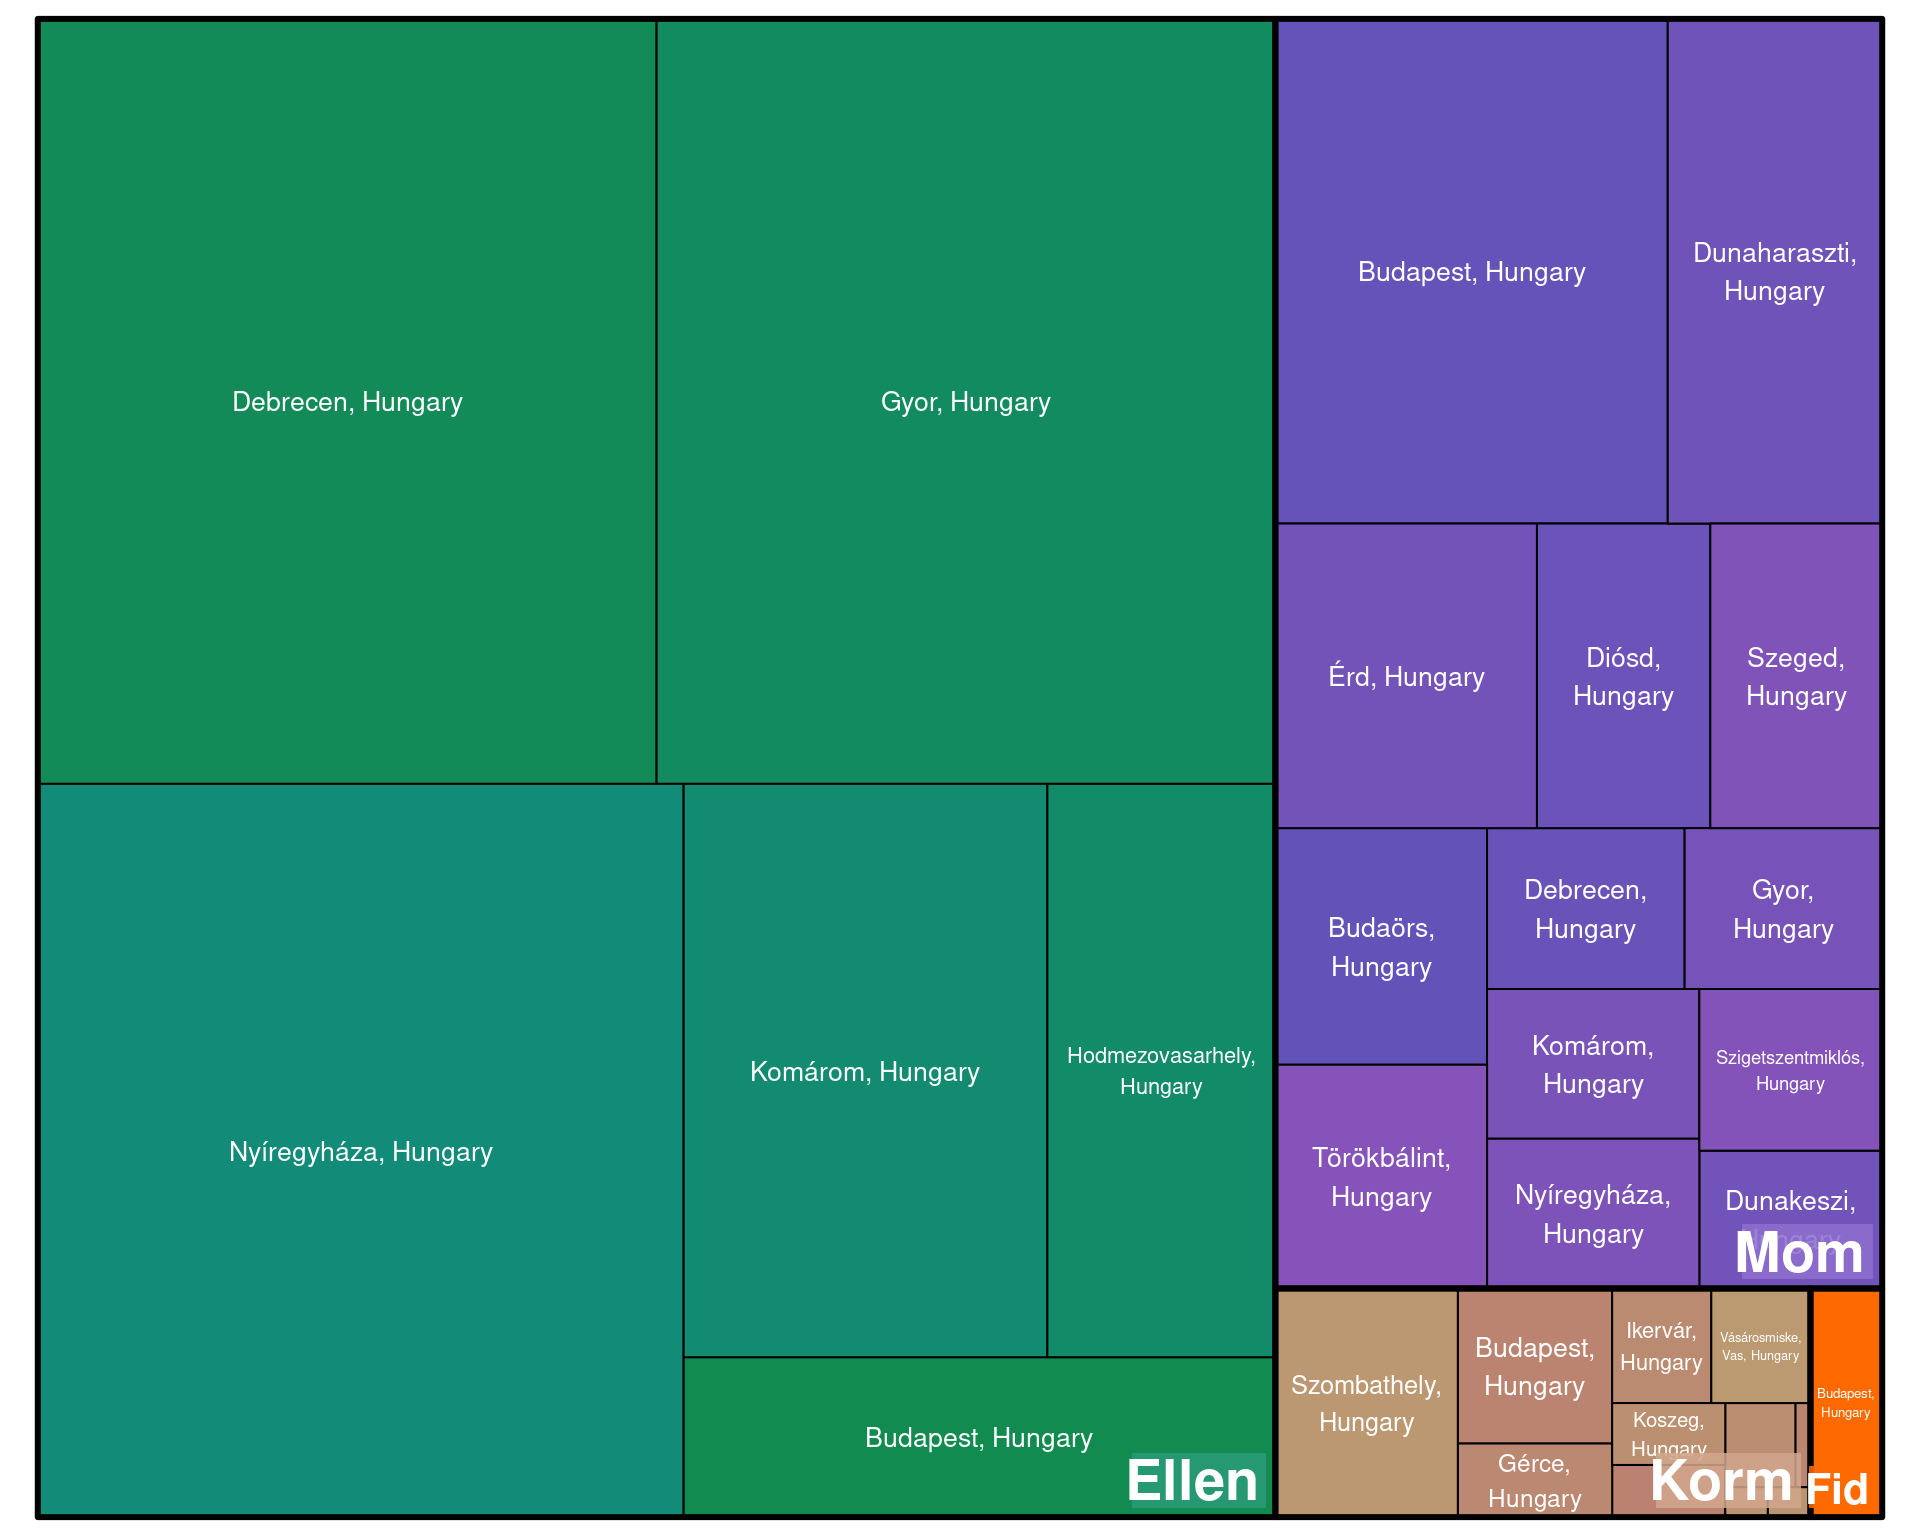 Debrecen, Hungary
Gyor, Hungary
Nyíregyháza, Hungary
Komárom, Hungary
Hodmezovasarhely,
Hungary
Budapest, Hungary
Ellen
Budapest, Hungary
Dunaharaszti,
Hungary
Érd, Hungary
Diósd,
Hungary
Szeged,
Hungary
Budaörs,
Hungary
Debrecen,
Hungary
Gyor,
Hungary
Komárom,
Hungary
Szigetszentmiklós,
Hungary
Törökbálint,
Hungary
Nyíregyháza,
Hungary
Dunakeszi,
Hungary
Mom
Szombathely,
Hungary
Budapest,
Hungary
Gérce,
Hungary
Ikervár,
Hungary
Vásárosmiske,
Vas, Hungary
Koszeg,
Hungary
Korm
Budapest,
Hungary
Fid